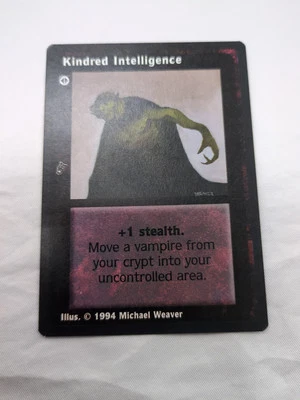 Kindred Intelligence
+1 stealth.
Move a vampire from
your crypt into your
uncontrolled area.
Illus. © 1994 Michael Weaver